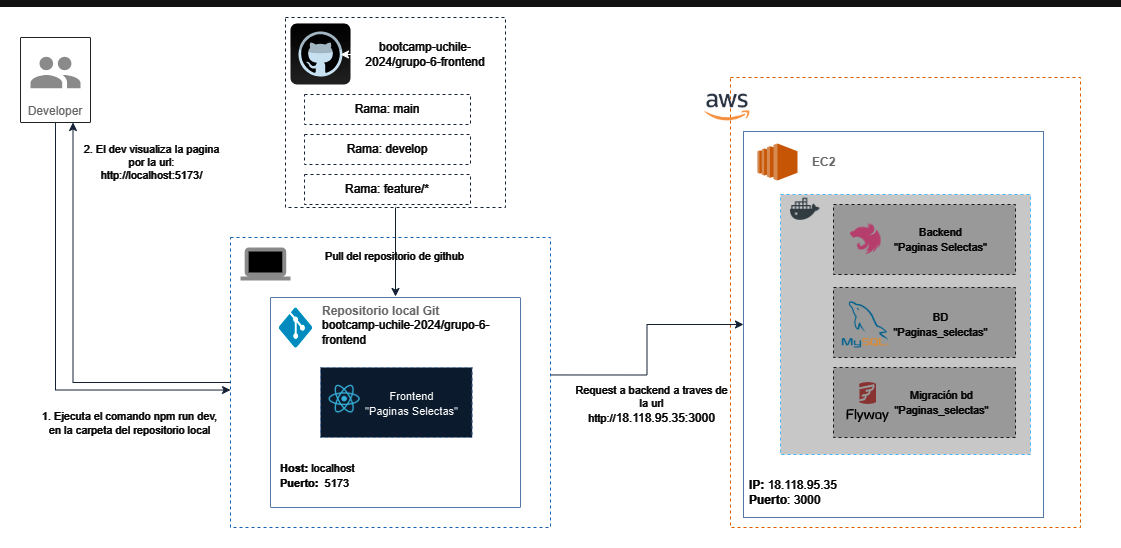 Developer
2. El dev visualiza la pagina
por la url:
http://localhost:5173/
bootcamp-uchile-
2024/grupo-6-frontend
Rama: main
Rama: develop
Rama: feature/*
Pull del repositorio de github
Repositorio local Git
bootcamp-uchile-2024/grupo-6-
frontend
Frontend
"Paginas Selectas"
Host: localhost
Puerto: 5173
1. Ejecuta el comando npm run dev,
en la carpeta del repositorio local
Request a backend a traves de
la url
http://18.118.95.35:3000
aws
EC2
Backend
"Paginas Selectas"
BD
"Paginas_selectas"
MySQL
Migración bd
"Paginas_selectas"
Flyway
IP: 18.118.95.35
Puerto: 3000